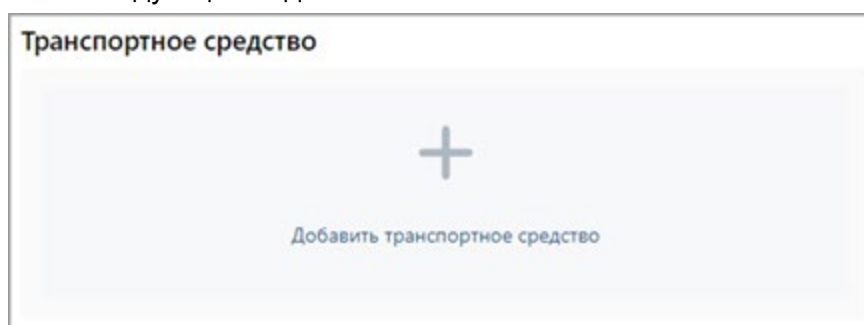 Транспортное средство
Добавить транспортное средство